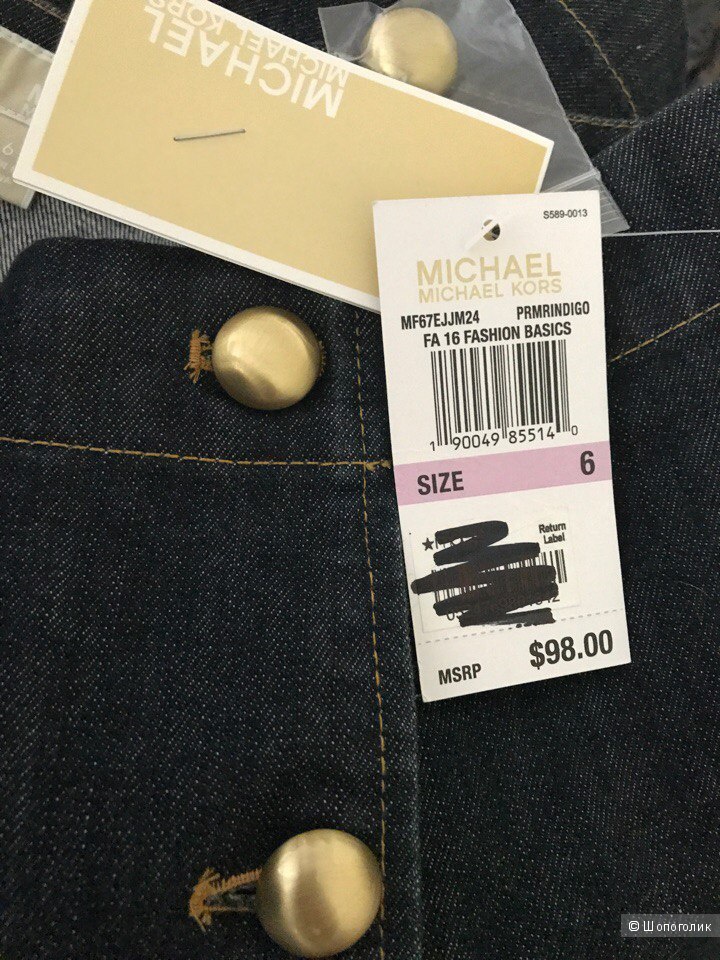 MICHAEL
MICHAEL KORS
S589-0013
MICHAEL
MICHAEL KORS
MF67EJJM24 PRMRINDIGO
FA 16 FASHION BASICS
1 90049 85514 0
SIZE 6
Return
Label
MSRP $98.00
© Шопоголик